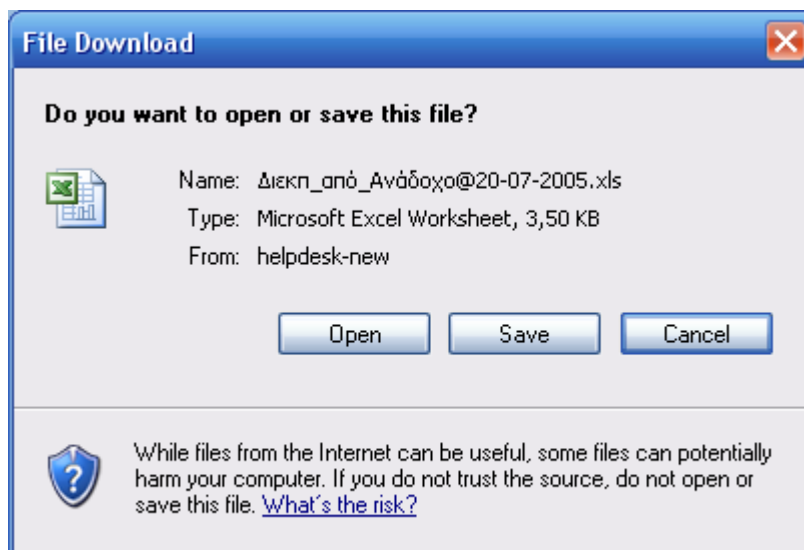 File Download
Do you want to open or save this file?
Name: Διεκπ_από_Ανάδοχο@20-07-2005.xls
Type: Microsoft Excel Worksheet, 3,50 KB
From: helpdesk-new
Open Save Cancel
While files from the Internet can be useful, some files can potentially
harm your computer. If you do not trust the source, do not open or
save this file. What's the risk?